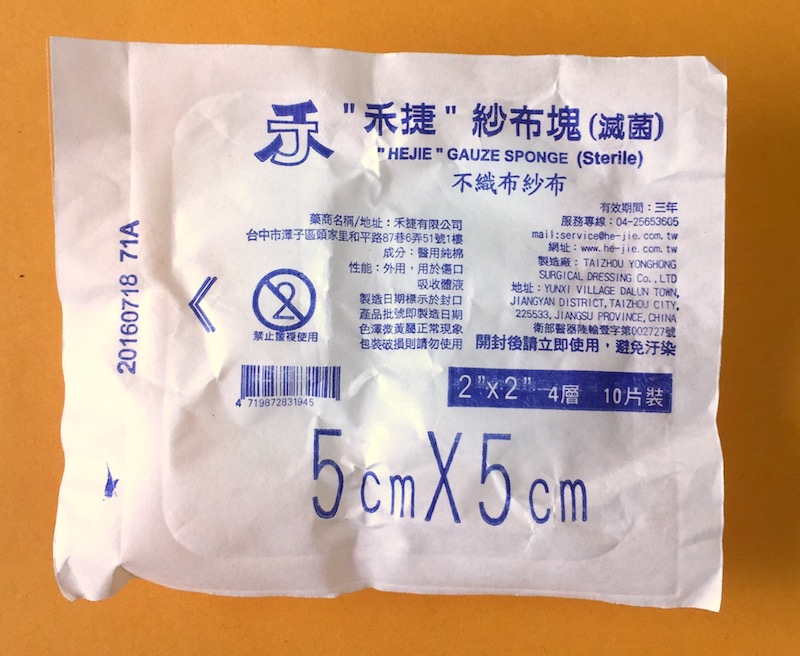 "禾捷" 紗布塊(滅菌)
"HEJIE" GAUZE SPONGE (Sterile)
不織布紗布
藥商名稱/地址：禾捷有限公司
台中市潭子區頭家里和平路87巷6弄51號1樓
成分：醫用純棉
性能：外用，用於傷口
吸收體液
製造日期標示於封口
產品批號即製造日期
色澤微黃屬正常現象
包裝破損則請勿使用
有效期間：三年
服務專線：04-25653605
mail:service@he-jie.com.tw
網址：www.he-jie.com.tw
製造廠：TAIZHOU YONGHONG
SURGICAL DRESSING Co., LTD
地址：YUNXI VILLAGE DALUN TOWN,
JIANGYAN DISTRICT, TAIZHOU CITY,
225533, JIANGSU PROVINCE, CHINA
衛部醫器陸輸壹字第002727號
開封後請立即使用，避免汙染
2
禁止重複使用
4 719872831945
2"x2" 4層 10片裝
5cmX5cm
20160718 71A